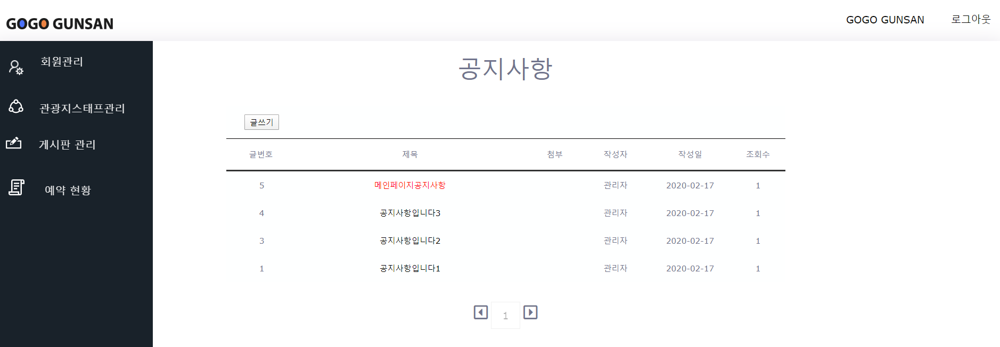 GOGO GUNSAN
GOGO GUNSAN 로그아웃
회원관리
관광지스태프관리
게시판 관리
예약 현황
공지사항
글쓰기
글번호 제목 첨부 작성자 작성일 조회수
5 메인페이지공지사항 관리자 2020-02-17 1
4 공지사항입니다3 관리자 2020-02-17 1
3 공지사항입니다2 관리자 2020-02-17 1
1 공지사항입니다1 관리자 2020-02-17 1
1